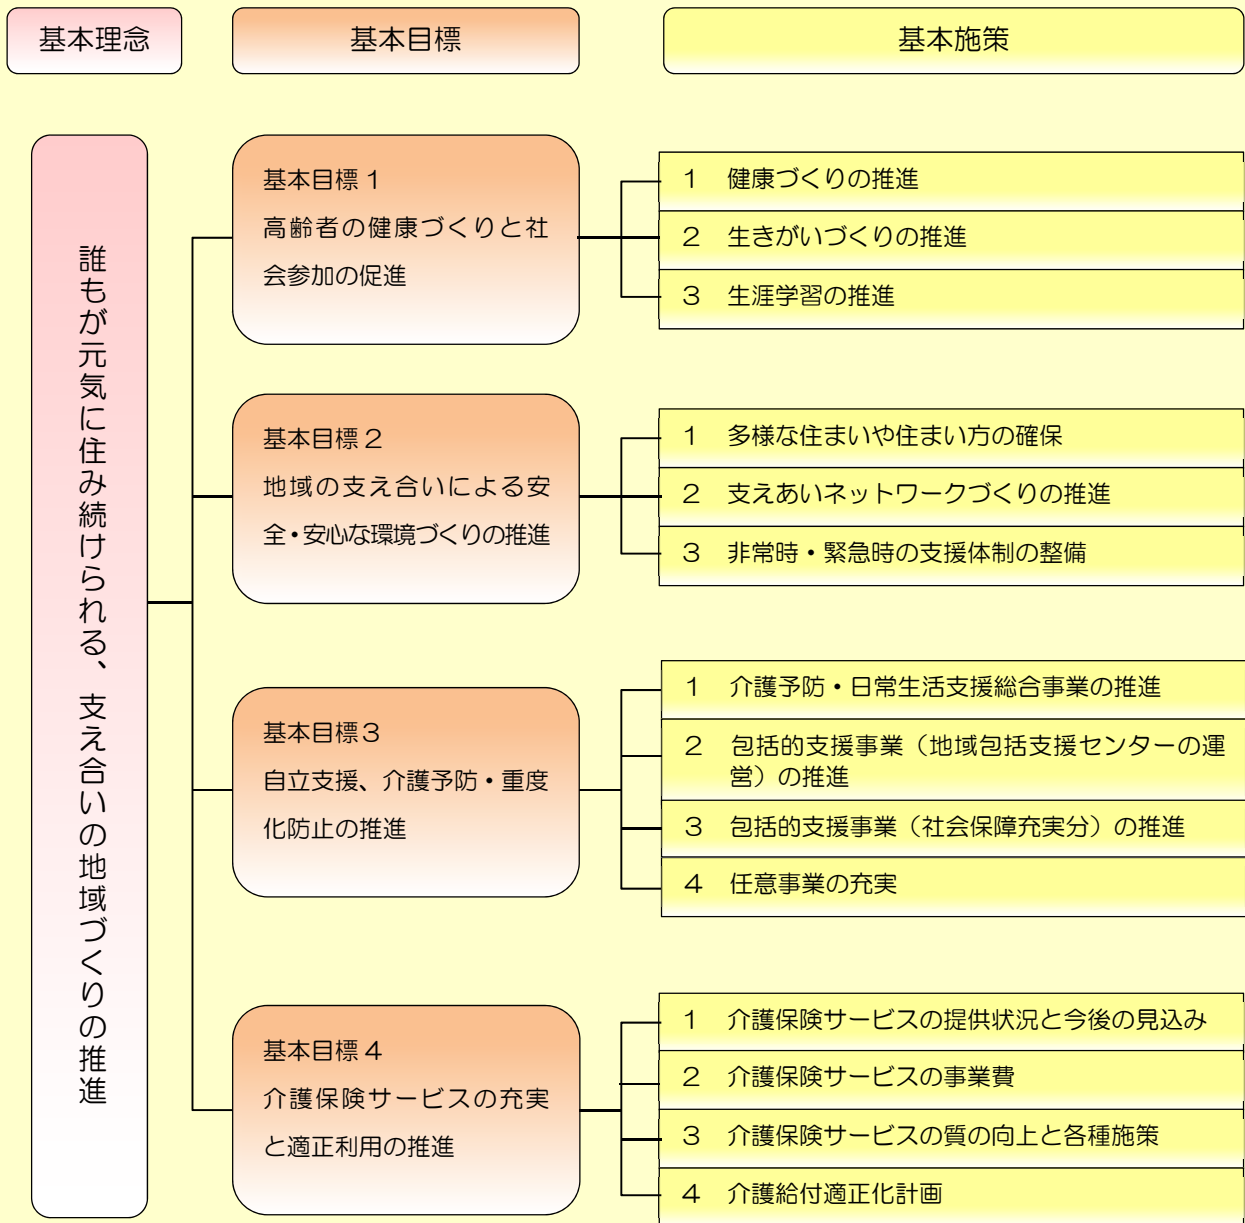 基本理念
基本目標
基本施策
誰もが元気に住み続けられる、支え合いの地域づくりの推進
基本目標１
高齢者の健康づくりと社
会参加の促進
１　健康づくりの推進
２　生きがいづくりの推進
３　生涯学習の推進
基本目標２
地域の支え合いによる安
全・安心な環境づくりの推進
１　多様な住まいや住まい方の確保
２　支えあいネットワークづくりの推進
３　非常時・緊急時の支援体制の整備
基本目標３
自立支援、介護予防・重度
化防止の推進
１　介護予防・日常生活支援総合事業の推進
２　包括的支援事業（地域包括支援センターの運
営）の推進
３　包括的支援事業（社会保障充実分）の推進
４　任意事業の充実
基本目標４
介護保険サービスの充実
と適正利用の推進
１　介護保険サービスの提供状況と今後の見込み
２　介護保険サービスの事業費
３　介護保険サービスの質の向上と各種施策
４　介護給付適正化計画